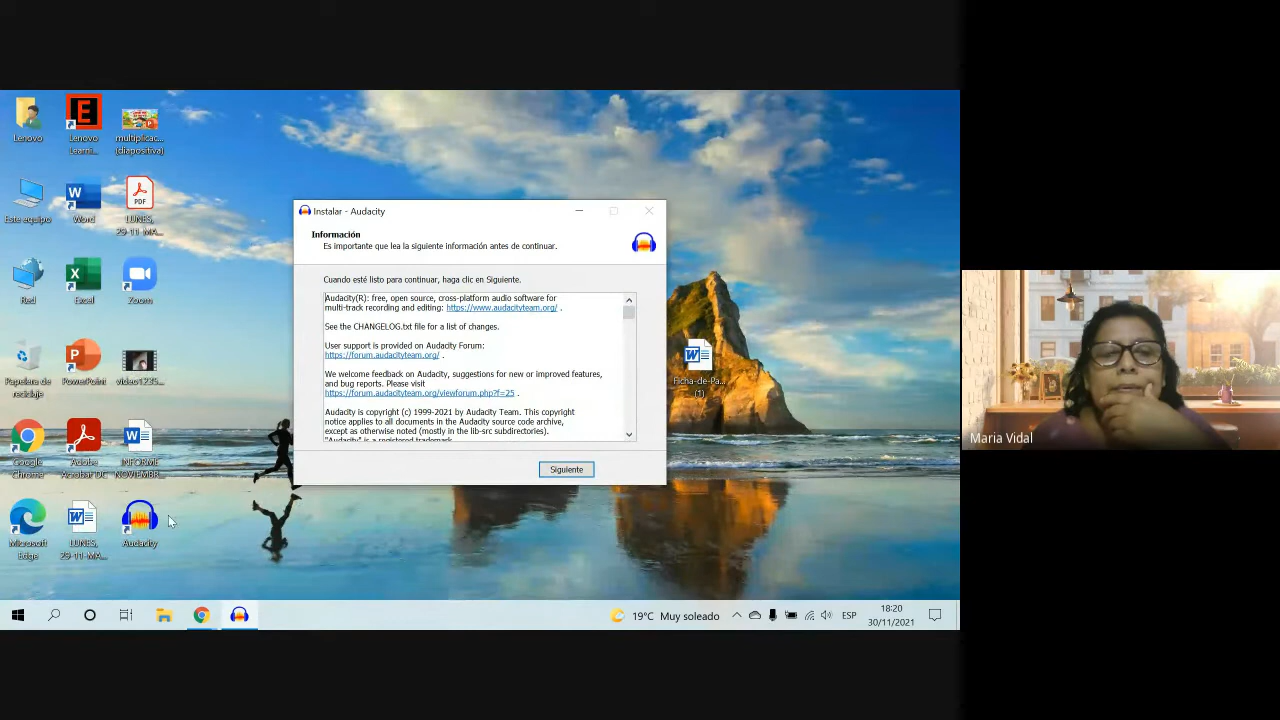 Lenovo
Lenovo
Learni...
multiplicac...
(diapositiva)
Este equipo
Word
PDF
LUNES,
29-11-MA...
Red
Excel
Zoom
Papelera de
reciclaje
PowerPoint
video1235...
Google
Chrome
Adobe
Acrobat DC
INFORME
NOVIEMBR...
Microsoft
Edge
LUNES,
29-11-MA...
Audacity
Instalar - Audacity
Información
Es importante que lea la siguiente información antes de continuar.
Cuando esté listo para continuar, haga clic en Siguiente.
Audacity(R): free, open source, cross-platform audio software for
multi-track recording and editing: https://www.audacityteam.org/ .
See the CHANGELOG.txt file for a list of changes.
User support is provided on Audacity Forum:
https://forum.audacityteam.org/ .
We welcome feedback on Audacity, suggestions for new or improved features,
and bug reports. Please visit
https://forum.audacityteam.org/viewforum.php?f=25 .
Audacity is copyright (c) 1999-2021 by Audacity Team. This copyright
notice applies to all documents in the Audacity source code archive,
except as otherwise noted (mostly in the lib-src subdirectories).
"Audacity" is a registered trademark
Siguiente
Ficha-de-Pa...
(1)
19°C Muy soleado
ESP
18:20
30/11/2021
Maria Vidal